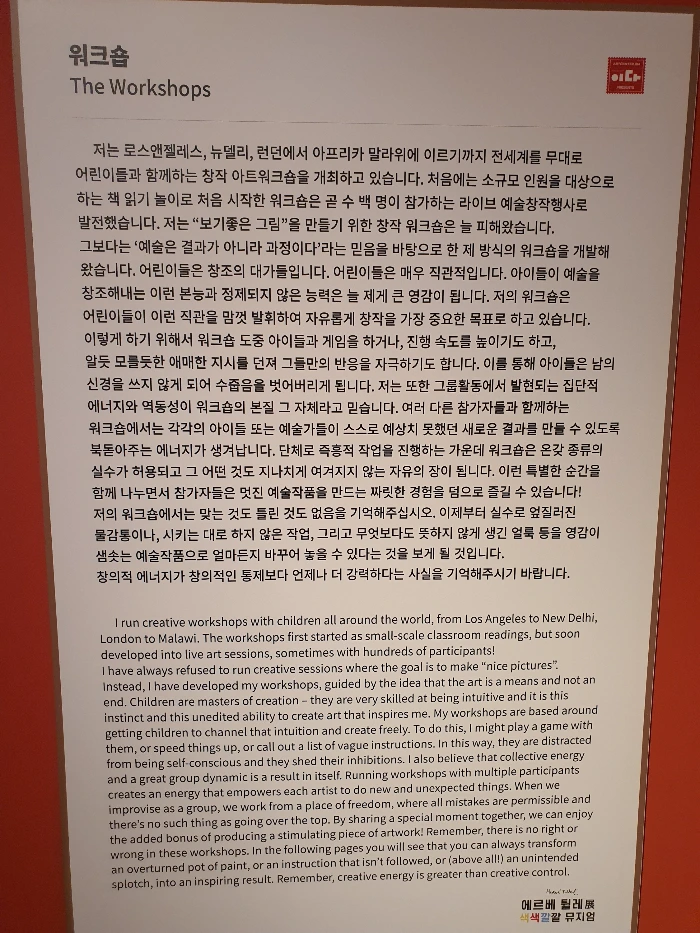 워크숍
The Workshops
이다
저는 로스앤젤레스, 뉴델리, 런던에서 아프리카 말라위에 이르기까지 전세계를 무대로
어린이들과 함께하는 창작 아트워크숍을 개최하고 있습니다. 처음에는 소규모 인원을 대상으로
하는 책 읽기 놀이로 처음 시작한 워크숍은 곧 수 백 명이 참가하는 라이브 예술창작행사로
발전했습니다. 저는 “보기좋은 그림”을 만들기 위한 창작 워크숍은 늘 피해왔습니다.
그보다는 ‘예술은 결과가 아니라 과정이다’라는 믿음을 바탕으로 한 제 방식의 워크숍을 개발해
왔습니다. 어린이들은 창조의 대가들입니다. 어린이들은 매우 직관적입니다. 아이들이 예술을
창조해내는 이런 본능과 정제되지 않은 능력은 늘 제게 큰 영감이 됩니다. 저의 워크숍은
어린이들이 이런 직관을 맘껏 발휘하여 자유롭게 창작을 가장 중요한 목표로 하고 있습니다.
이렇게 하기 위해서 워크숍 도중 아이들과 게임을 하거나, 진행 속도를 높이기도 하고,
알듯 모를듯한 애매한 지시를 던져 그들만의 반응을 자극하기도 합니다. 이를 통해 아이들은 남의
신경을 쓰지 않게 되어 수줍음을 벗어버리게 됩니다. 저는 또한 그룹활동에서 발현되는 집단적
에너지와 역동성이 워크숍의 본질 그 자체라고 믿습니다. 여러 다른 참가자들과 함께하는
워크숍에서는 각각의 아이들 또는 예술가들이 스스로 예상치 못했던 새로운 결과를 만들 수 있도록
북돋아주는 에너지가 생겨납니다. 단체로 즉흥적 작업을 진행하는 가운데 워크숍은 온갖 종류의
실수가 허용되고 그 어떤 것도 지나치게 여겨지지 않는 자유의 장이 됩니다. 이런 특별한 순간을
함께 나누면서 참가자들은 멋진 예술작품을 만드는 짜릿한 경험을 덤으로 즐길 수 있습니다!
저의 워크숍에서는 맞는 것도 틀린 것도 없음을 기억해주십시오. 이제부터 실수로 엎질러진
물감통이나, 시키는 대로 하지 않은 작업, 그리고 무엇보다도 뜻하지 않게 생긴 얼룩 등을 영감이
샘솟는 예술작품으로 얼마든지 바꾸어 놓을 수 있다는 것을 보게 될 것입니다.
창의적 에너지가 창의적인 통제보다 언제나 더 강력하다는 사실을 기억해주시기 바랍니다.
I run creative workshops with children all around the world, from Los Angeles to New Delhi,
London to Malawi. The workshops first started as small-scale classroom readings, but soon
developed into live art sessions, sometimes with hundreds of participants!
I have always refused to run creative sessions where the goal is to make “nice pictures”.
Instead, I have developed my workshops, guided by the idea that the art is a means and not an
end. Children are masters of creation – they are very skilled at being intuitive and it is this
instinct and this unedited ability to create art that inspires me. My workshops are based around
getting children to channel that intuition and create freely. To do this, I might play a game with
them, or speed things up, or call out a list of vague instructions. In this way, they are distracted
from being self-conscious and they shed their inhibitions. I also believe that collective energy
and a great group dynamic is a result in itself. Running workshops with multiple participants
creates an energy that empowers each artist to do new and unexpected things. When we
improvise as a group, we work from a place of freedom, where all mistakes are permissible and
there's no such thing as going over the top. By sharing a special moment together, we can enjoy
the added bonus of producing a stimulating piece of artwork! Remember, there is no right or
wrong in these workshops. In the following pages you will see that you can always transform
an overturned pot of paint, or an instruction that isn't followed, or (above all!) an unintended
splotch, into an inspiring result. Remember, creative energy is greater than creative control.
에르베 튈레展
색색깔깔 뮤지엄